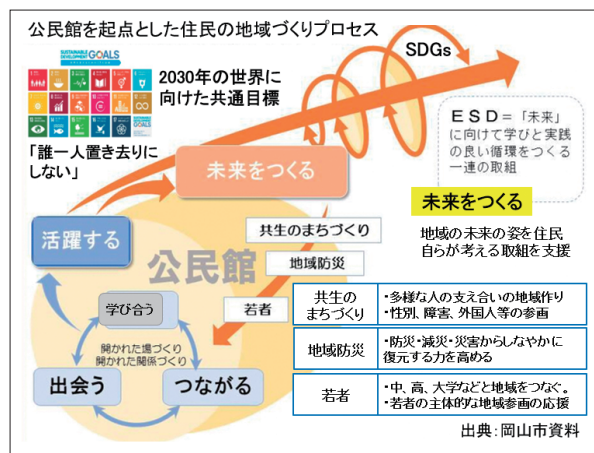 公民館を起点とした住民の地域づくりプロセス
SUSTAINABLE
DEVELOPMENT
GOALS
2030年の世界に
向けた共通目標
「誰一人置き去りに
しない」
SDGs
ESD=「未来」
に向けて学びと実践
の良い循環をつくる
一連の取組
未来をつくる
未来をつくる
地域の未来の姿を住民
自らが考える取組を支援
活躍する
公民館
共生のまちづくり
地域防災
若者
学び合う
開かれた場づくり
開かれた関係づくり
出会う
つながる
共生の
まちづくり
・多様な人の支え合いの地域作り
・性別、障害、外国人等の参画
地域防災
・防災・減災・災害からしなやかに
復元する力を高める
若者
・中、高、大学などと地域をつなぐ。
・若者の主体的な地域参画の応援
出典:岡山市資料